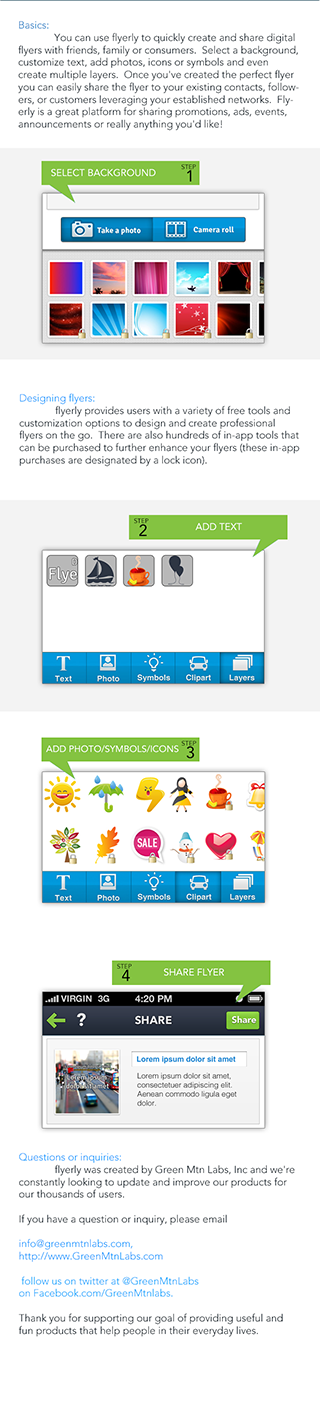 Basics:
You can use flyerly to quickly create and share digital
flyers with friends, family or consumers. Select a background,
customize text, add photos, icons or symbols and even
create multiple layers. Once you've created the perfect flyer
you can easily share the flyer to your existing contacts, follow-
ers, or customers leveraging your established networks. Fly-
erly is a great platform for sharing promotions, ads, events,
announcements or really anything you'd like!
SELECT BACKGROUND STEP 1
Take a photo Camera roll
Designing flyers:
flyerly provides users with a variety of free tools and
customization options to design and create professional
flyers on the go. There are also hundreds of in-app tools that
can be purchased to further enhance your flyers (these in-app
purchases are designated by a lock icon).
STEP 2 ADD TEXT
Flye
Text Photo Symbols Clipart Layers
ADD PHOTO/SYMBOLS/ICONS STEP 3
SALE
Text Photo Symbols Clipart Layers
STEP 4 SHARE FLYER
VIRGIN 3G 4:20 PM
? SHARE Share
Lorem ipsum dolor sit amet
Lorem ipsum
dolor sit amet
Lorem ipsum dolor sit amet,
consectetuer adipiscing elit.
Aenean commodo ligula eget
dolor.
Questions or inquiries:
flyerly was created by Green Mtn Labs, Inc and we're
constantly looking to update and improve our products for
our thousands of users.
If you have a question or inquiry, please email
info@greenmtnlabs.com,
http://www.GreenMtnLabs.com
follow us on twitter at @GreenMtnLabs
on Facebook.com/GreenMtnlabs.
Thank you for supporting our goal of providing useful and
fun products that help people in their everyday lives.